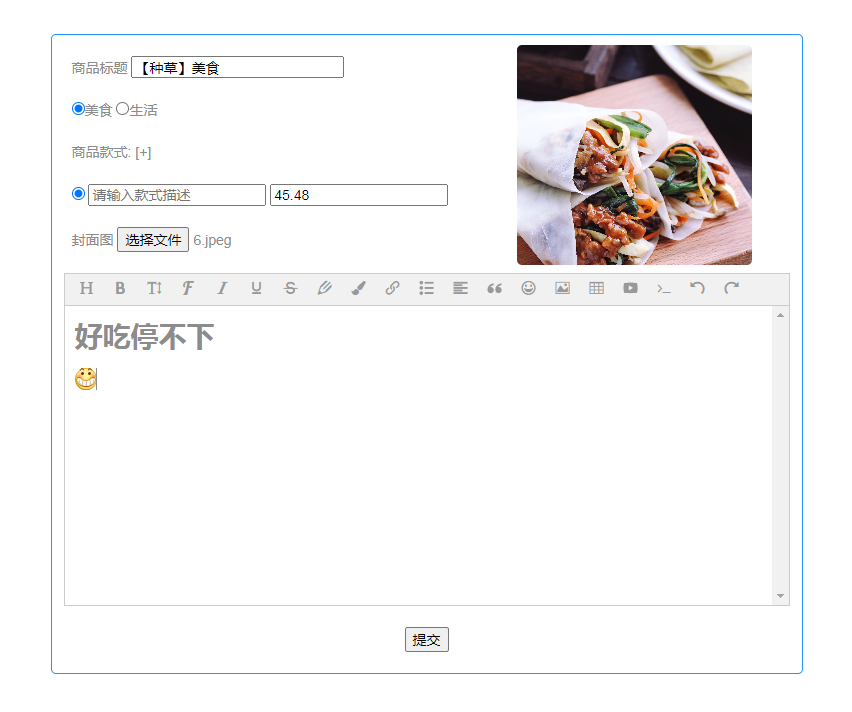 商品标题 【种草】美食
美食 生活
商品款式: [+]
请输入款式描述 45.48
封面图 选择文件 6.jpeg
H B T F I U S
好吃停不下
😁
提交